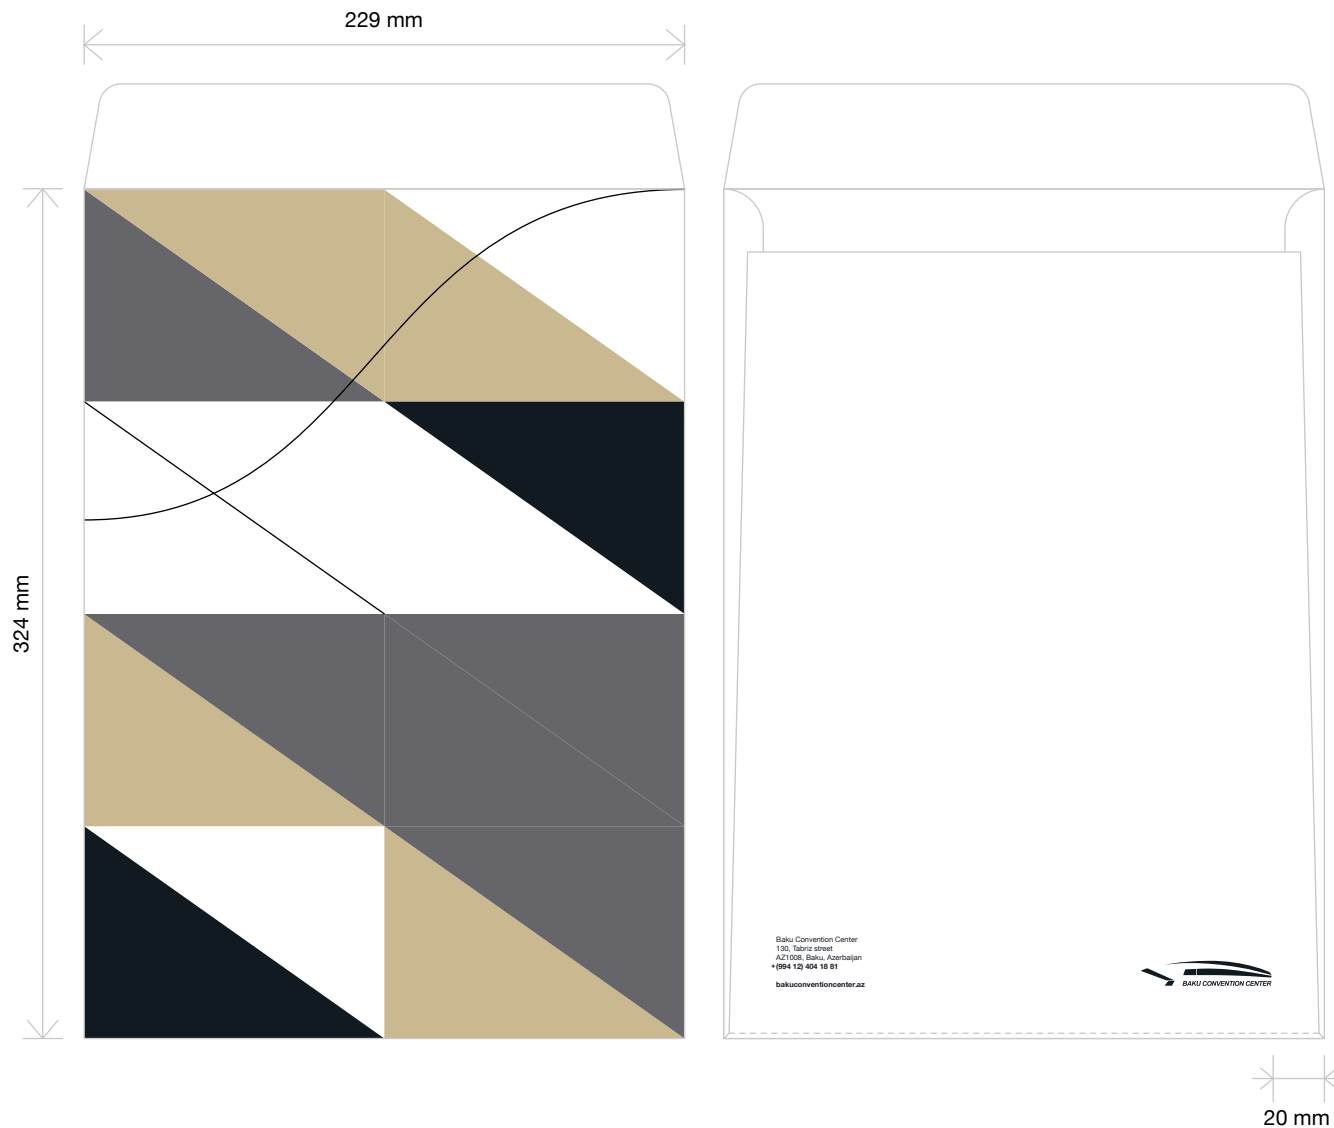 229 mm
324 mm
Baku Convention Center
130, Tabriz street
AZ1008, Baku, Azerbaijan
+(994 12) 404 18 81
bakuconventioncenter.az
BAKU CONVENTION CENTER
20 mm